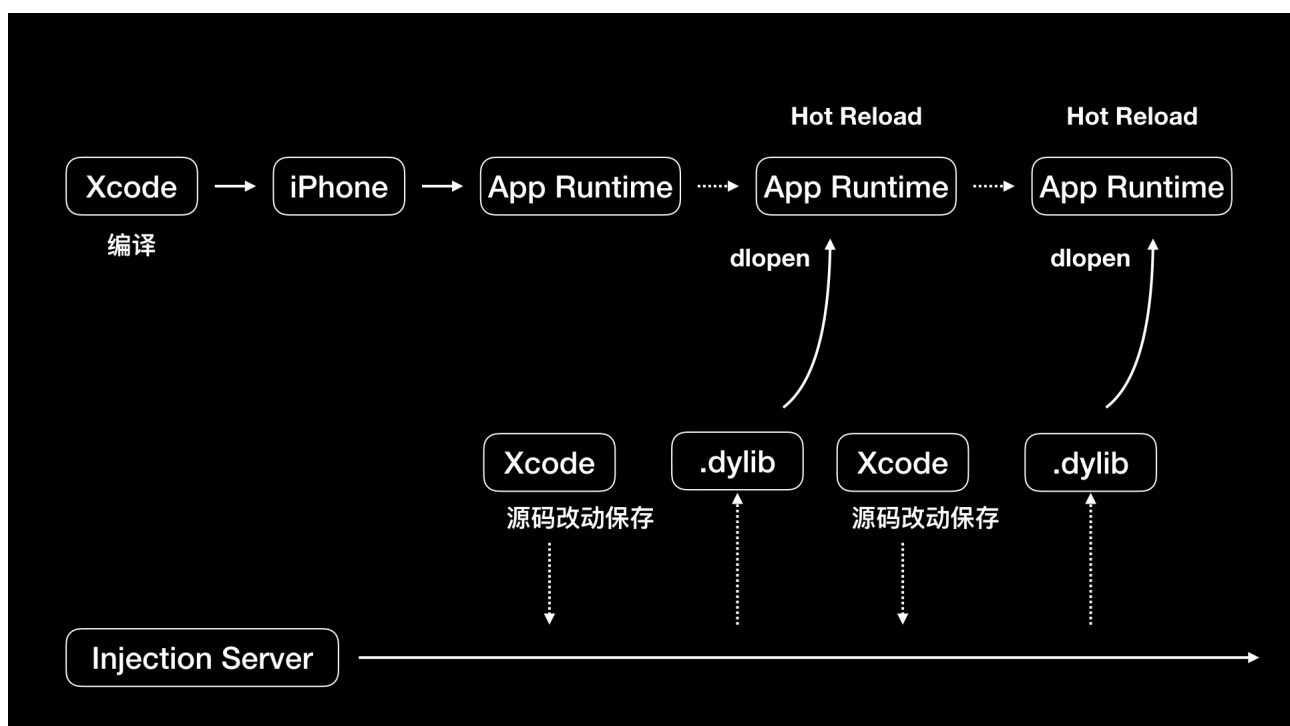 Hot Reload
Hot Reload
Xcode
iPhone
App Runtime
App Runtime
App Runtime
编译
dlopen
dlopen
Xcode
.dylib
Xcode
.dylib
源码改动保存
源码改动保存
Injection Server